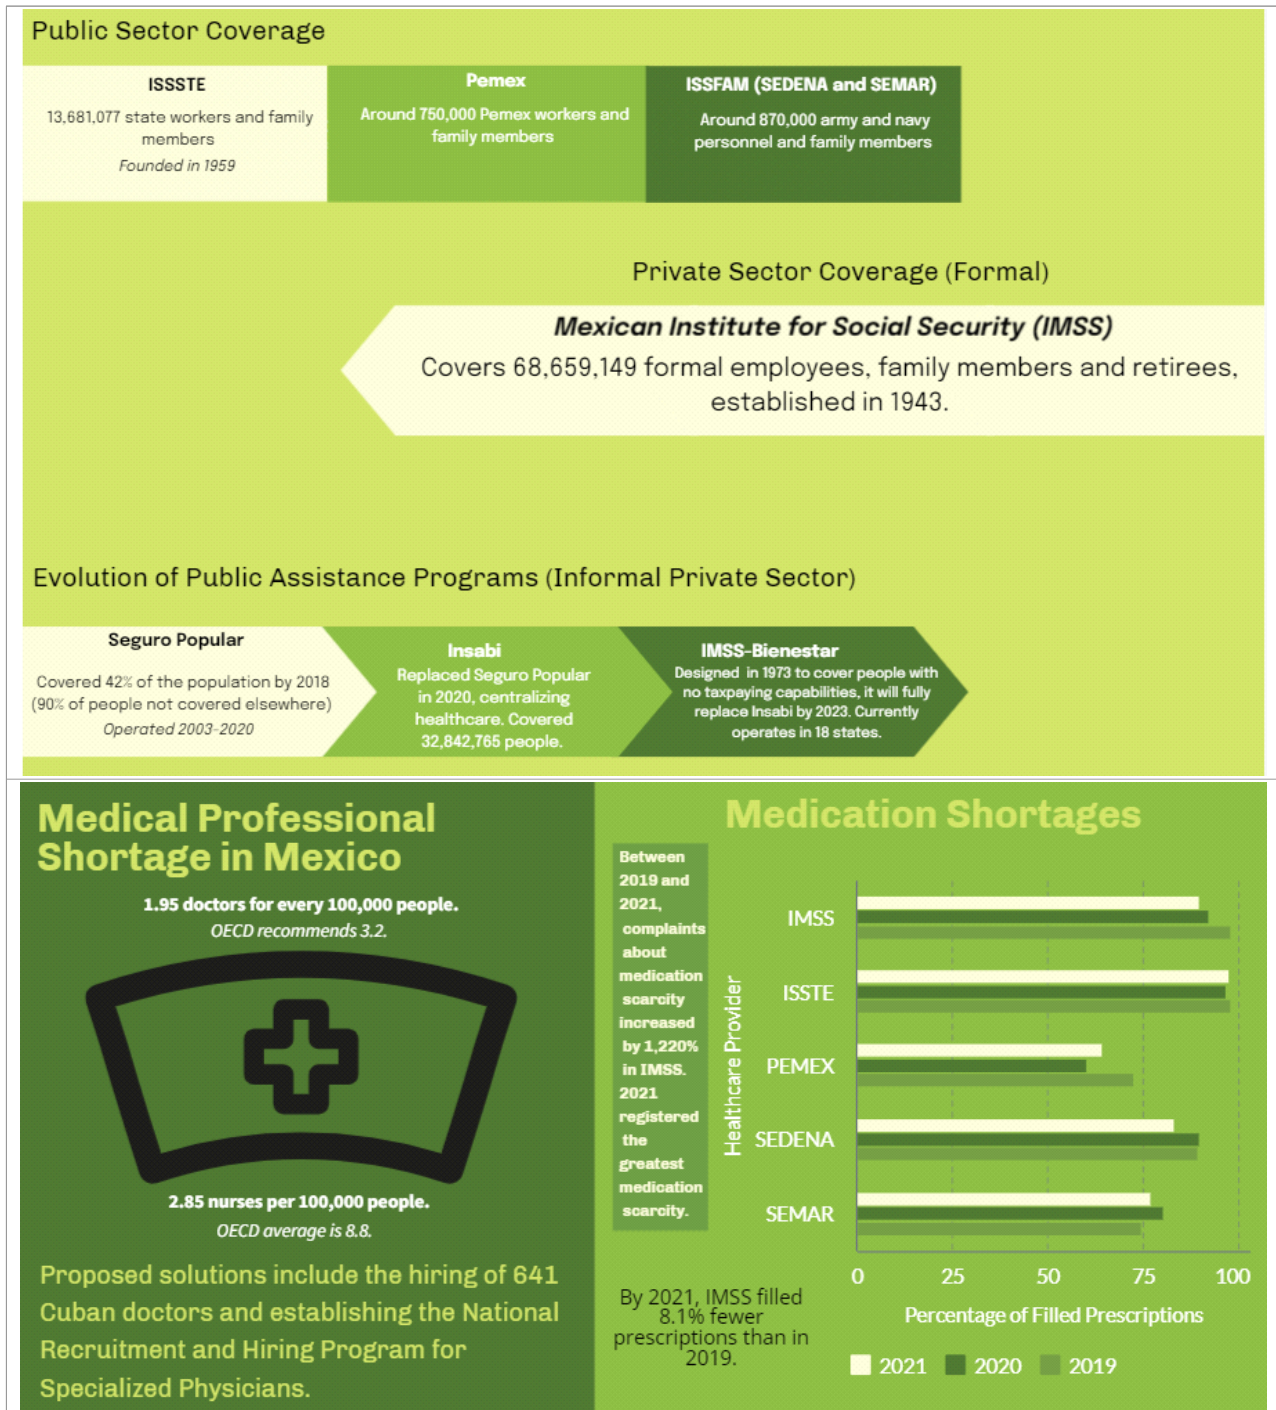 Public Sector Coverage
ISSSTE
13,681,077 state workers and family
members
Founded in 1959
Pemex
Around 750,000 Pemex workers and
family members
ISSFAM (SEDENA and SEMAR)
Around 870,000 army and navy
personnel and family members
Private Sector Coverage (Formal)
Mexican Institute for Social Security (IMSS)
Covers 68,659,149 formal employees, family members and retirees,
established in 1943.
Evolution of Public Assistance Programs (Informal Private Sector)
Seguro Popular
Covered 42% of the population by 2018
(90% of people not covered elsewhere)
Operated 2003-2020
Insabi
Replaced Seguro Popular
in 2020, centralizing
healthcare. Covered
32,842,765 people.
IMSS-Bienestar
Designed in 1973 to cover people with
no taxpaying capabilities, it will fully
replace Insabi by 2023. Currently
operates in 18 states.
Medical Professional
Shortage in Mexico
1.95 doctors for every 100,000 people.
OECD recommends 3.2.
2.85 nurses per 100,000 people.
OECD average is 8.8.
Proposed solutions include the hiring of 641
Cuban doctors and establishing the National
Recruitment and Hiring Program for
Specialized Physicians.
Medication Shortages
Between
2019 and
2021,
complaints
about
medication
scarcity
increased
by 1,220%
in IMSS.
2021
registered
the
greatest
medication
scarcity.
By 2021, IMSS filled
8.1% fewer
prescriptions than in
2019.
Healthcare Provider
IMSS
ISSTE
PEMEX
SEDENA
SEMAR
0 25 50 75 100
Percentage of Filled Prescriptions
2021 2020 2019